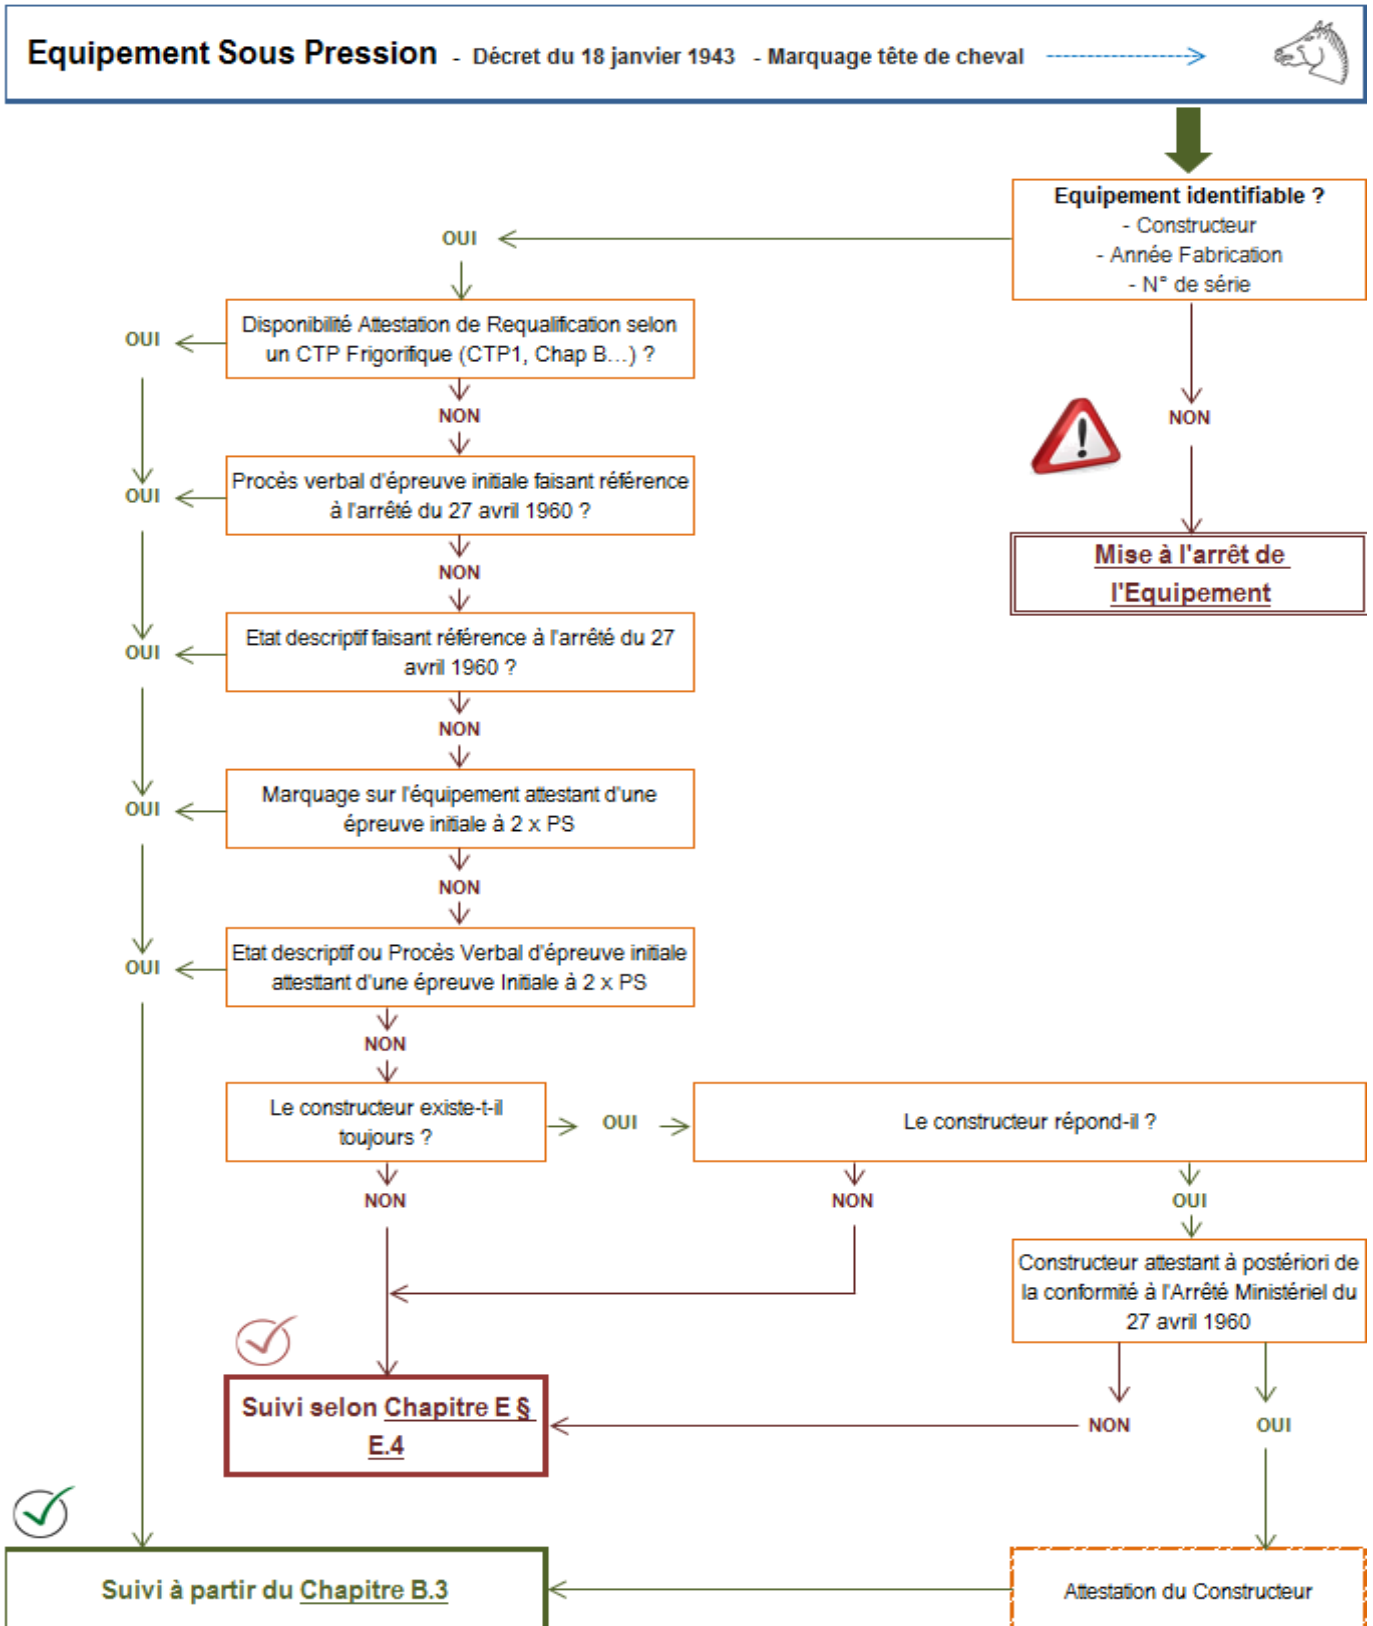 Equipement Sous Pression - Décret du 18 janvier 1943 - Marquage tête de cheval
Equipement identifiable ?
- Constructeur
- Année Fabrication
- N° de série
OUI
Disponibilité Attestation de Requalification selon
un CTP Frigorifique (CTP1, Chap B...) ?
OUI
NON
NON
Procès verbal d'épreuve initiale faisant référence
à l'arrêté du 27 avril 1960 ?
OUI
Mise à l'arrêt de
l'Equipement
NON
Etat descriptif faisant référence à l'arrêté du 27
avril 1960 ?
OUI
NON
Marquage sur l'équipement attestant d'une
épreuve initiale à 2 x PS
OUI
NON
Etat descriptif ou Procès Verbal d'épreuve initiale
attesttant d'une épreuve Initiale à 2 x PS
OUI
NON
Le constructeur existe-t-il
toujours ?
OUI
Le constructeur répond-il ?
NON
NON
OUI
Constructeur attestant à postériori de
la conformité à l'Arrêté Ministériel du
27 avril 1960
Suivi selon Chapitre E §
E.4
NON
OUI
Suivi à partir du Chapitre B.3
Attestation du Constructeur